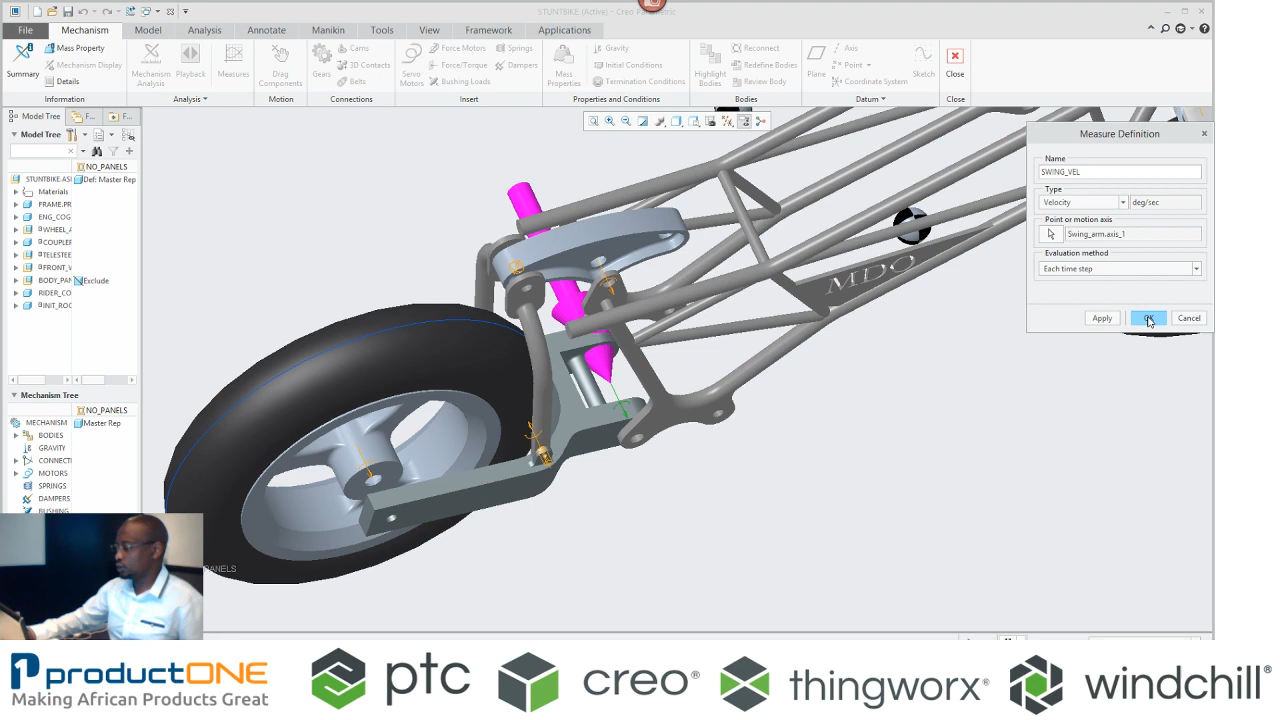 STUNTBIKE (Active) - Creo Parametric
File Mechanism Model Analysis Annotate Manikin Tools View Framework Applications
Summary
Mass Property
Mechanism Display
Details
Information
Mechanism Analysis
Playback
Measures
Analysis
Drag Components
Motion
Gears
Cams
3D Contacts
Belts
Connections
Servo Motors
Force Motors
Force/Torque
Bushing Loads
Springs
Dampers
Insert
Mass Properties
Gravity
Initial Conditions
Termination Conditions
Properties and Conditions
Highlight Bodies
Reconnect
Redefine Bodies
Review Body
Bodies
Plane
Axis
Point
Coordinate System
Sketch
Datum
Close
Close
Model Tree F... F...
Model Tree
NO_PANELS
STUNTBIKE.AS Def: Master Rep
Materials
FRAME.PR
ENG_COG
WHEEL_A
COUPLER
TELESTEE
FRONT_V
BODY_PAN Exclude
RIDER_CO
INIT_ROC
Mechanism Tree
NO_PANELS
MECHANISM Master Rep
BODIES
GRAVITY
CONNECTI
MOTORS
SPRINGS
DAMPERS
BUSHING
PANELS
MDO
Measure Definition
Name
SWING_VEL
Type
Velocity deg/sec
Point or motion axis
Swing_arm.axis_1
Evaluation method
Each time step
Apply OK Cancel
productONE
Making African Products Great
ptc
creo®
thingworx®
windchill®